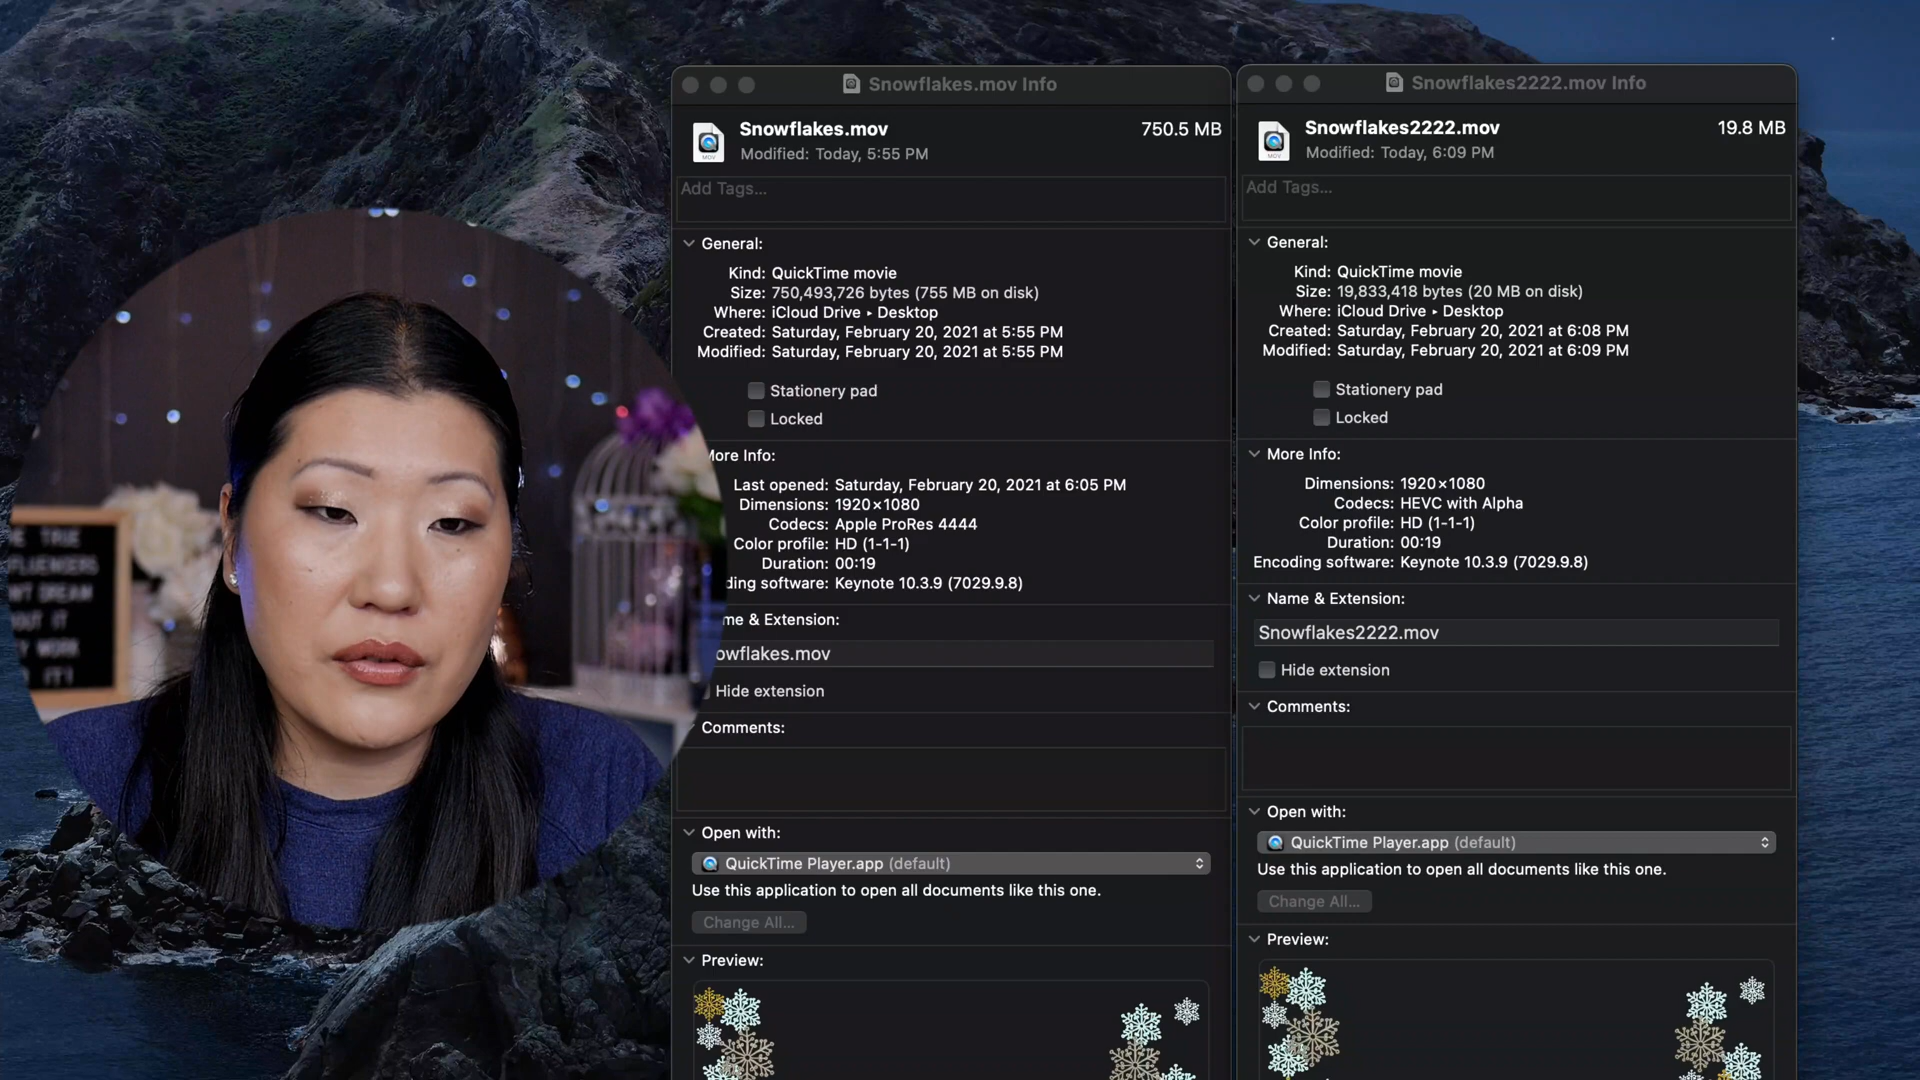 Snowflakes.mov Info
Snowflakes.mov
750.5 MB
Modified: Today, 5:55 PM
Add Tags...
General:
Kind: QuickTime movie
Size: 750,493,726 bytes (755 MB on disk)
Where: iCloud Drive ▸ Desktop
Created: Saturday, February 20, 2021 at 5:55 PM
Modified: Saturday, February 20, 2021 at 5:55 PM
Stationery pad
Locked
More Info:
Last opened: Saturday, February 20, 2021 at 6:05 PM
Dimensions: 1920×1080
Codecs: Apple ProRes 4444
Color profile: HD (1-1-1)
Duration: 00:19
ding software: Keynote 10.3.9 (7029.9.8)
me & Extension:
owflakes.mov
Hide extension
Comments:
Open with:
QuickTime Player.app (default)
Use this application to open all documents like this one.
Change All...
Preview:
Snowflakes2222.mov Info
Snowflakes2222.mov
19.8 MB
Modified: Today, 6:09 PM
Add Tags...
General:
Kind: QuickTime movie
Size: 19,833,418 bytes (20 MB on disk)
Where: iCloud Drive ▸ Desktop
Created: Saturday, February 20, 2021 at 6:08 PM
Modified: Saturday, February 20, 2021 at 6:09 PM
Stationery pad
Locked
More Info:
Dimensions: 1920×1080
Codecs: HEVC with Alpha
Color profile: HD (1-1-1)
Duration: 00:19
Encoding software: Keynote 10.3.9 (7029.9.8)
Name & Extension:
Snowflakes2222.mov
Hide extension
Comments:
Open with:
QuickTime Player.app (default)
Use this application to open all documents like this one.
Change All...
Preview:
TRUE
DREAM
IT
WORK
IT!